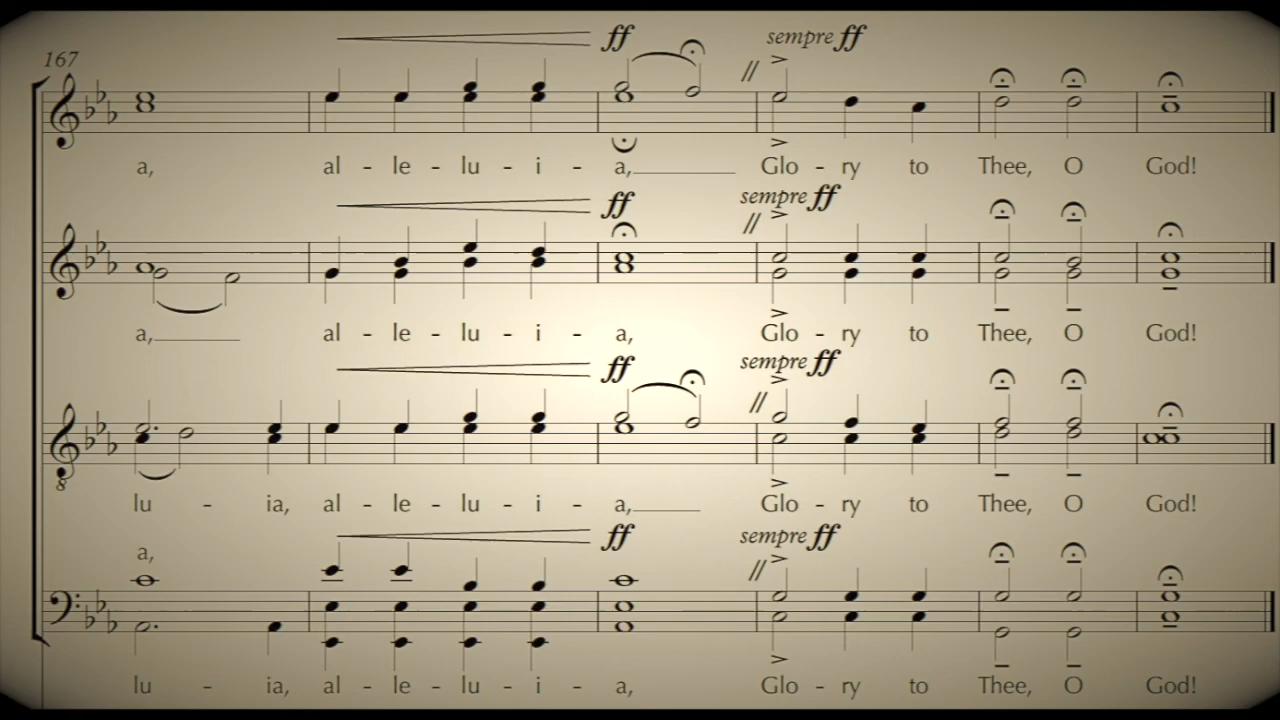 ff sempre ff
167
a, al - le - lu - i - a, Glo - ry to Thee, O God!
ff sempre ff
a, al - le - lu - i - a, Glo - ry to Thee, O God!
ff sempre ff
8
lu - ia, al - le - lu - i - a, Glo - ry to Thee, O God!
ff sempre ff
a,
lu - ia, al - le - lu - i - a, Glo - ry to Thee, O God!